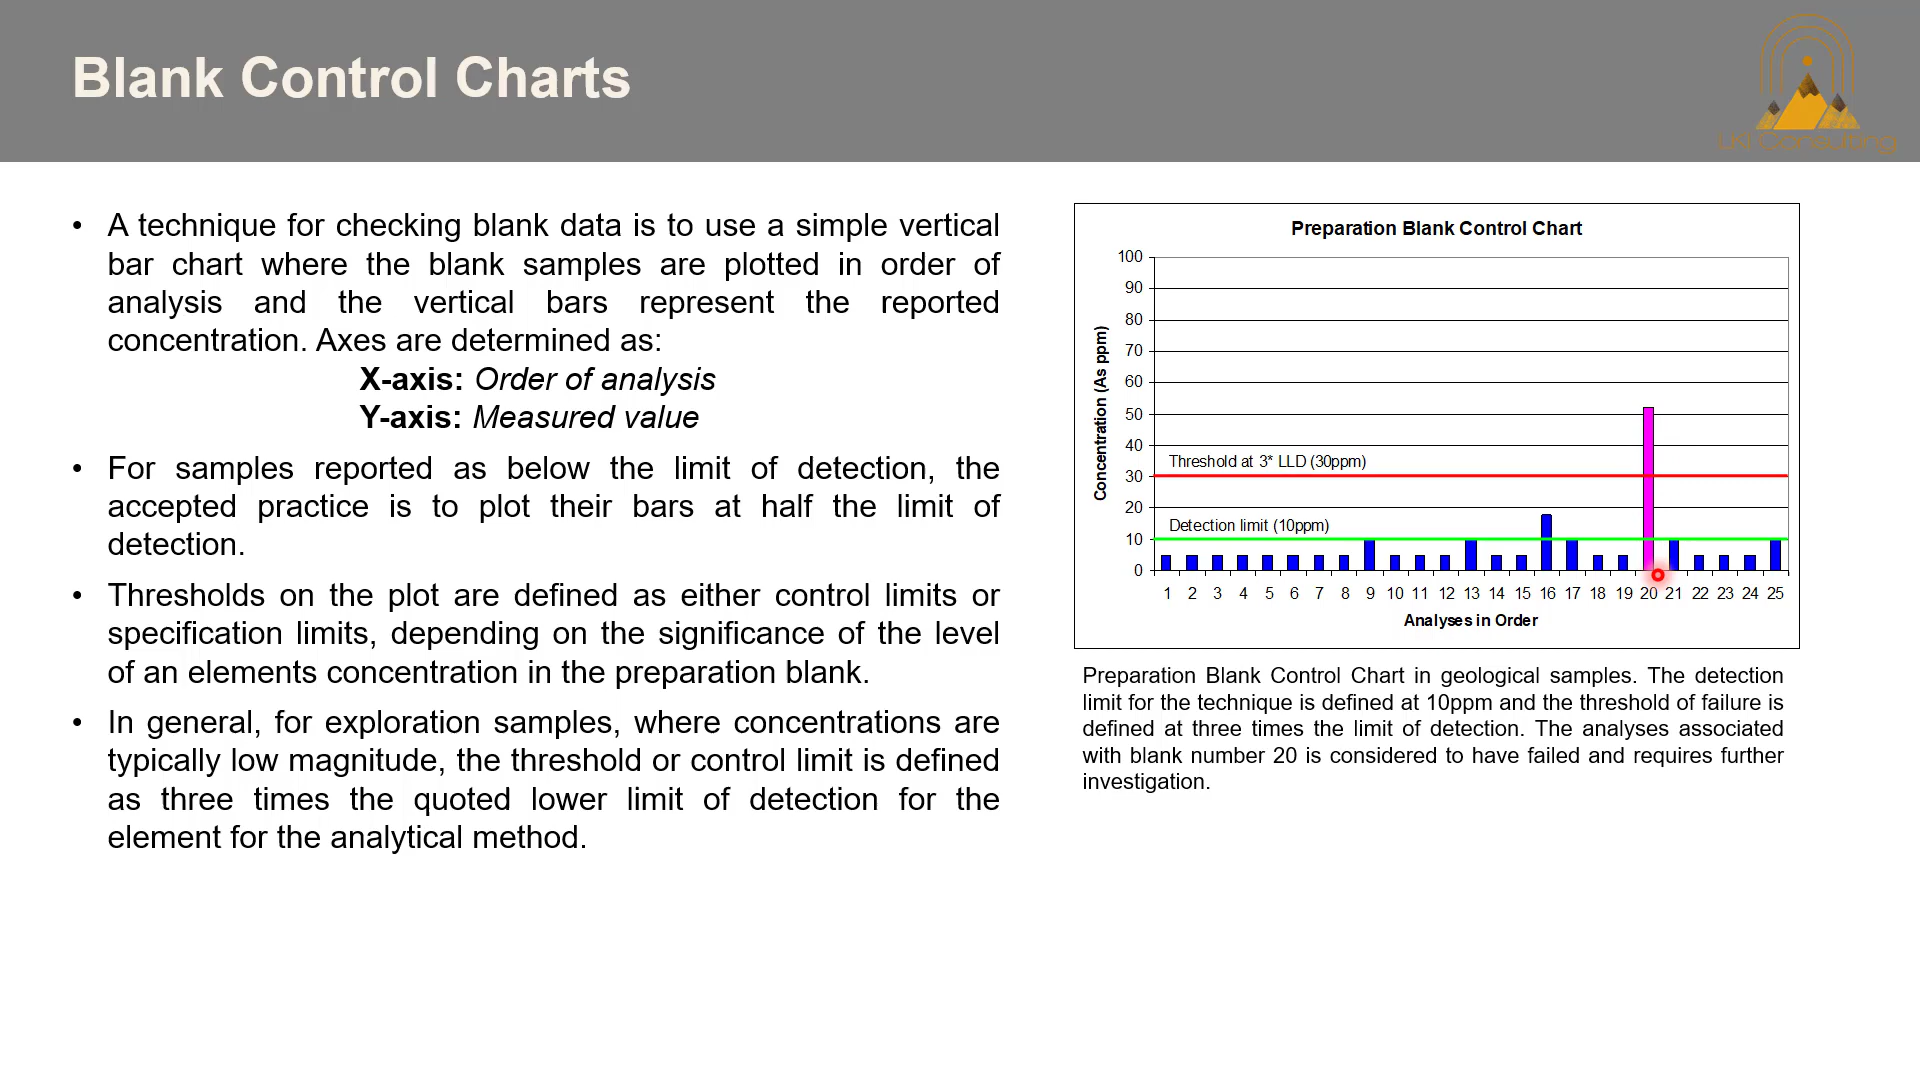 Blank Control Charts
LKI Consulting
• A technique for checking blank data is to use a simple vertical
bar chart where the blank samples are plotted in order of
analysis and the vertical bars represent the reported
concentration. Axes are determined as:
X-axis: Order of analysis
Y-axis: Measured value
• For samples reported as below the limit of detection, the
accepted practice is to plot their bars at half the limit of
detection.
• Thresholds on the plot are defined as either control limits or
specification limits, depending on the significance of the level
of an elements concentration in the preparation blank.
• In general, for exploration samples, where concentrations are
typically low magnitude, the threshold or control limit is defined
as three times the quoted lower limit of detection for the
element for the analytical method.
Preparation Blank Control Chart
Concentration (As ppm)
100
90
80
70
60
50
40
30
20
10
0
Threshold at 3* LLD (30ppm)
Detection limit (10ppm)
1 2 3 4 5 6 7 8 9 10 11 12 13 14 15 16 17 18 19 20 21 22 23 24 25
Analyses in Order
Preparation Blank Control Chart in geological samples. The detection
limit for the technique is defined at 10ppm and the threshold of failure is
defined at three times the limit of detection. The analyses associated
with blank number 20 is considered to have failed and requires further
investigation.